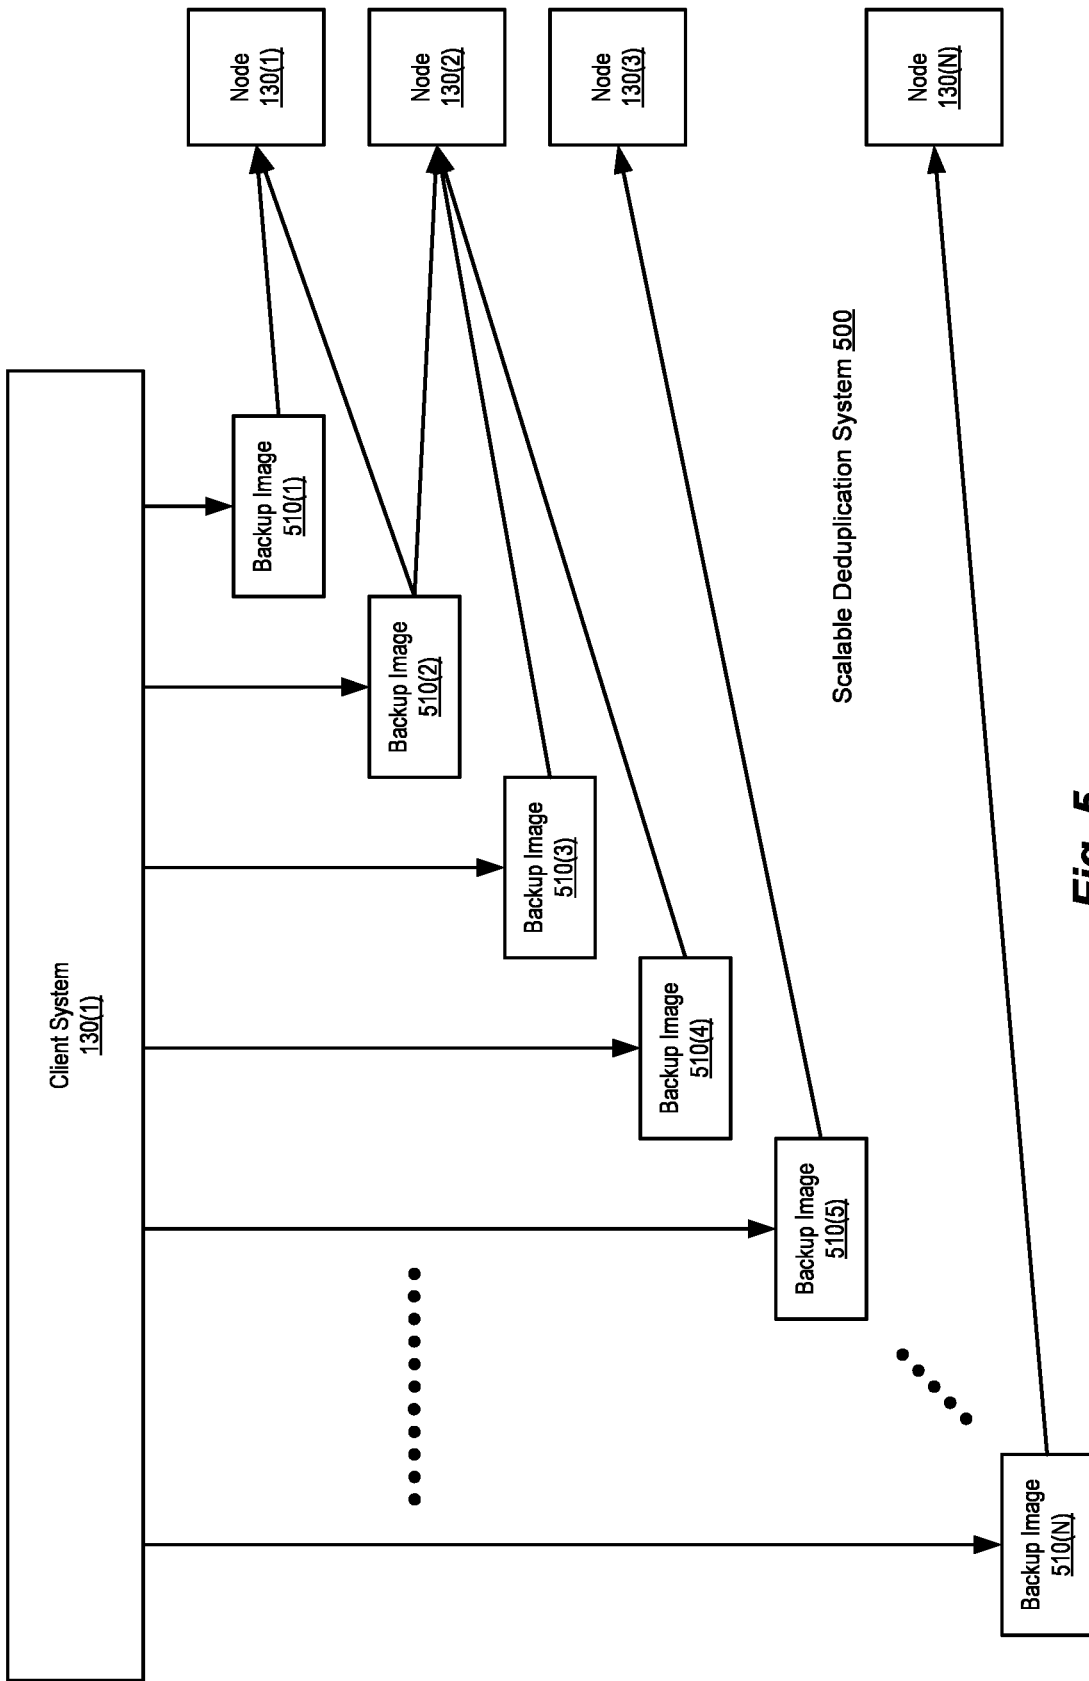 Client System
130(1)
Backup Image
510(1)
Backup Image
510(2)
Backup Image
510(3)
Backup Image
510(4)
Backup Image
510(5)
Backup Image
510(N)
Node
130(1)
Node
130(2)
Node
130(3)
Node
130(N)
Scalable Deduplication System 500
Fig. 5